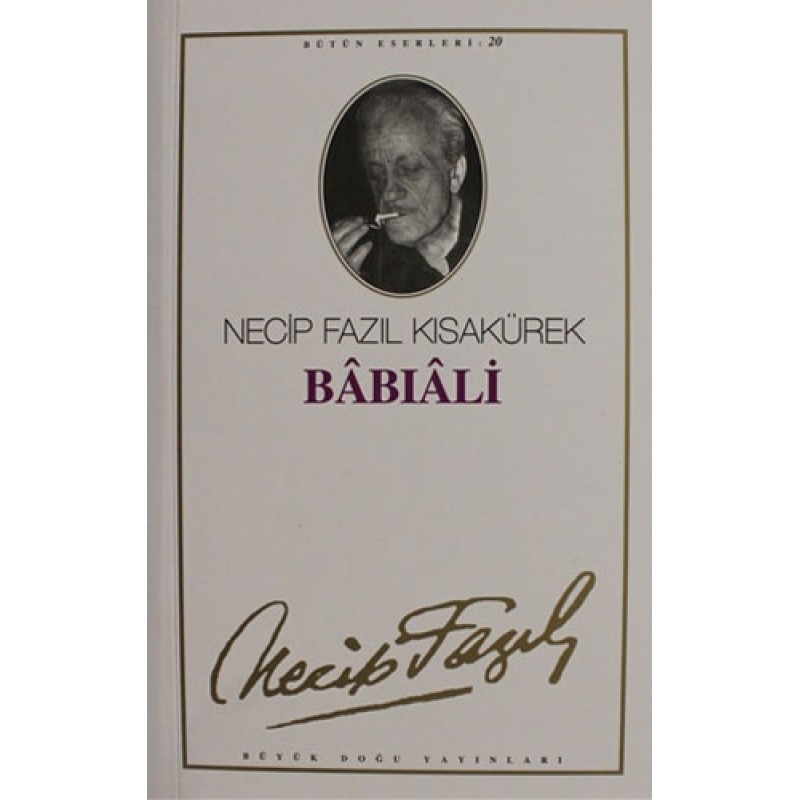 BÜTÜN ESERLERİ: 20
NECİP FAZIL KISAKÜREK
BÂBIÂLİ
Necip Fazıl
BÜYÜK DOĞU YAYINLARI